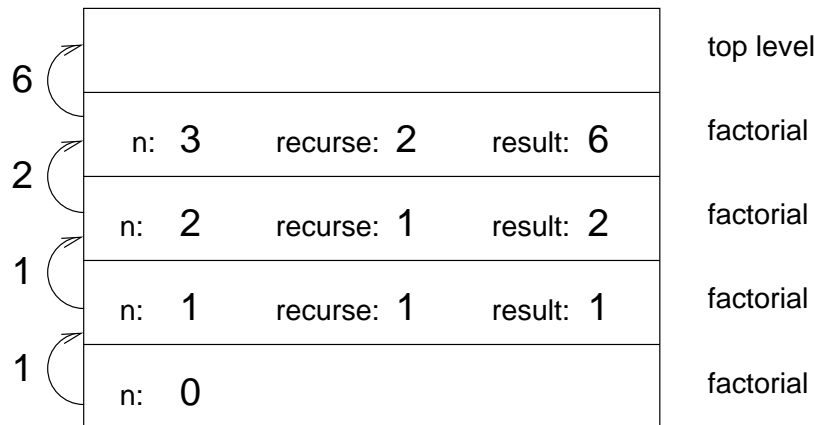 top level
6
n: 3 recurse: 2 result: 6 factorial
2
n: 2 recurse: 1 result: 2 factorial
1
n: 1 recurse: 1 result: 1 factorial
1
n: 0 factorial